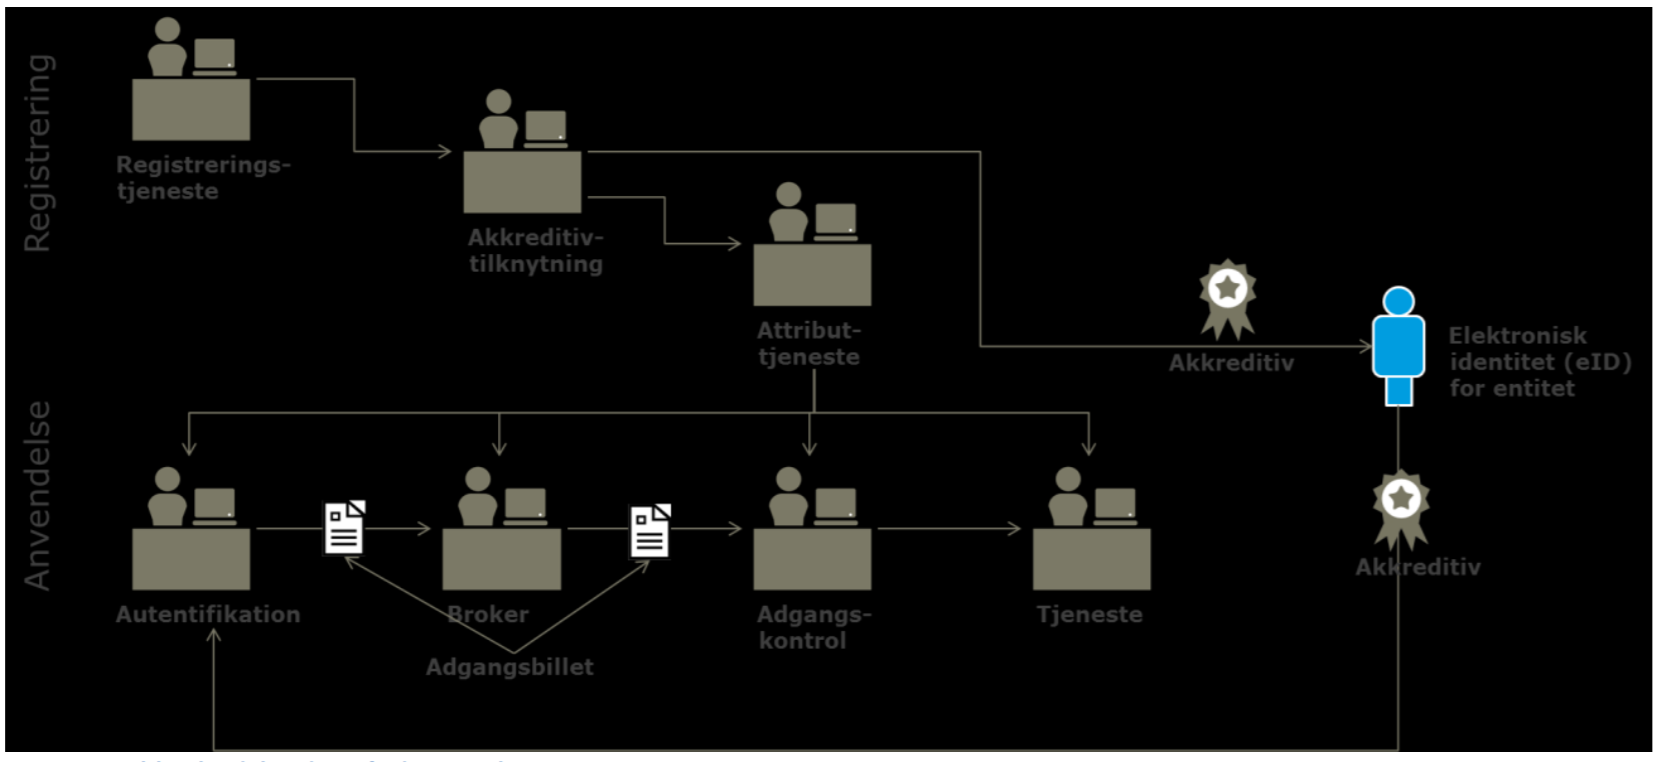 Registrering
Registrerings-
tjeneste
Akkreditiv-
tilknytning
Attribut-
tjeneste
Akkreditiv
Elektronisk
identitet (eID)
for entitet
Anvendelse
Akkreditiv
Autentifikation
Broker
Adgangs-
kontrol
Tjeneste
Adgangsbillet